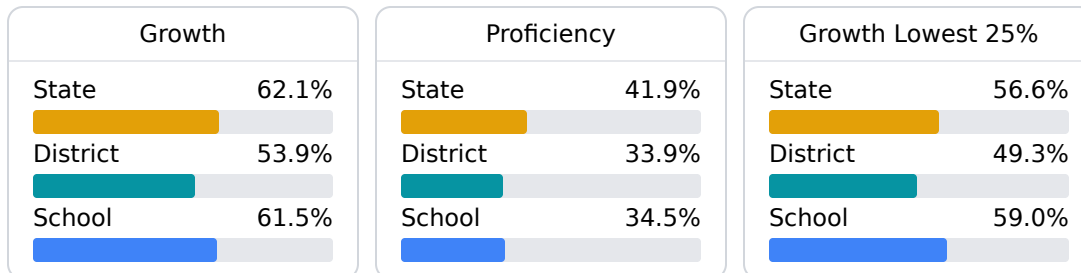 Growth
State 62.1%
District 53.9%
School 61.5%
Proficiency
State 41.9%
District 33.9%
School 34.5%
Growth Lowest 25%
State 56.6%
District 49.3%
School 59.0%